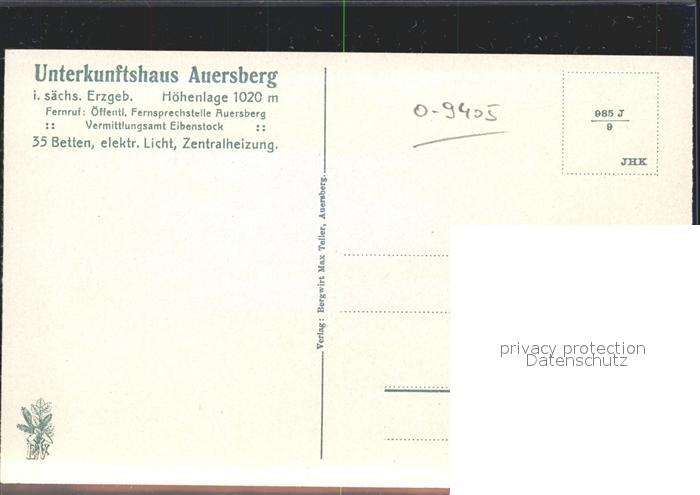 Unterkunftshaus Auersberg
i. sächs. Erzgeb. Höhenlage 1020 m
Fernruf: Öffentl. Fernsprechstelle Auersberg
:: Vermittlungsamt Eibenstock ::
35 Betten, elektr. Licht, Zentralheizung.
Verlag: Bergwirt Max Teller, Auersberg.
O-9405
985 J
9
JHK
privacy protection
Datenschutz